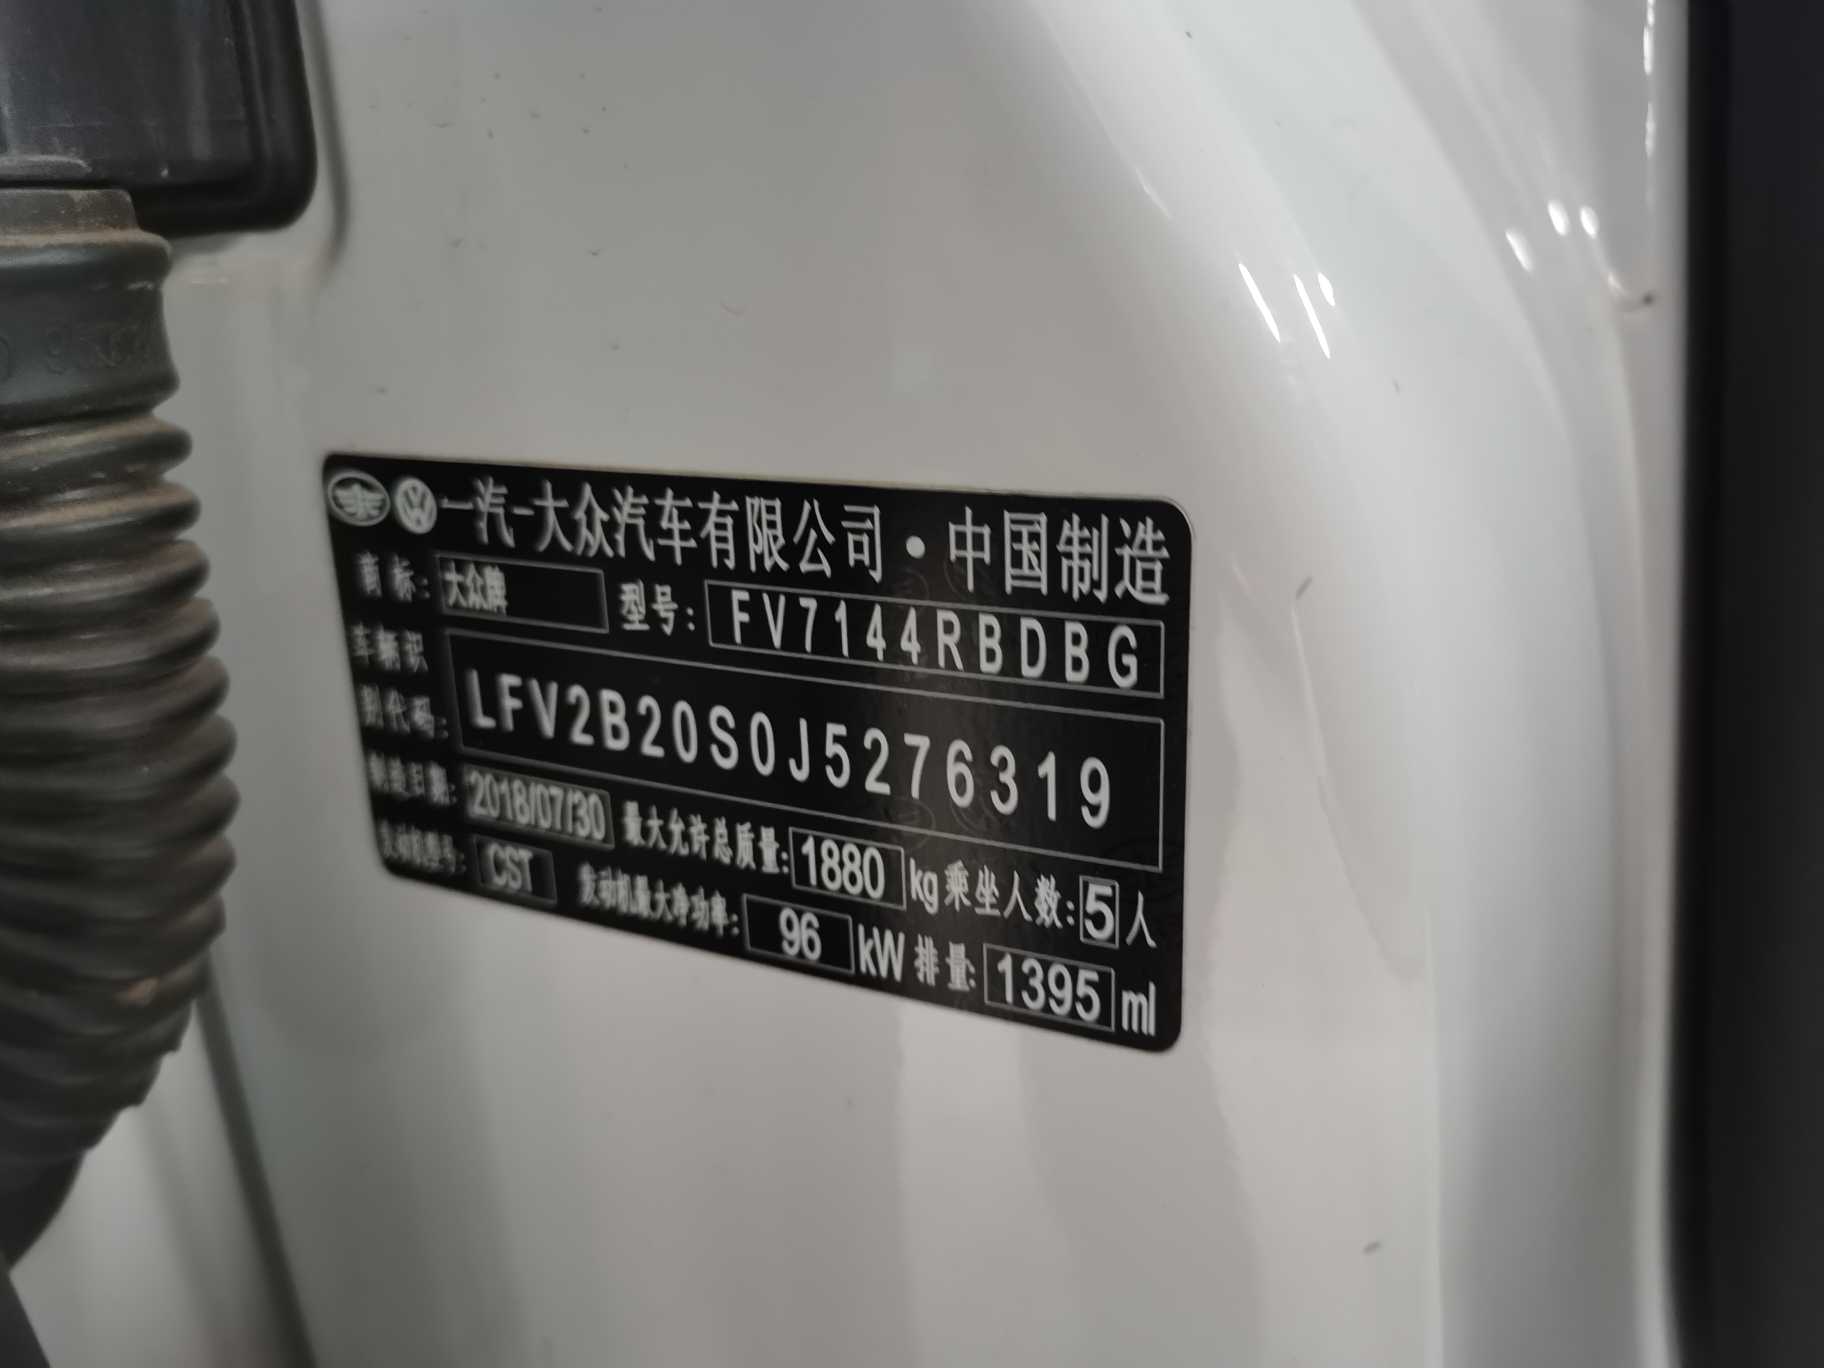 一汽-大众汽车有限公司·中国制造
商标: 大众牌 型号: FV7144RBDBG
车辆识别代码: LFV2B20S0J5276319
制造日期: 2018/07/30 最大允许总质量: 1880 kg 乘坐人数: 5 人
发动机型号: CST 发动机最大净功率: 96 kW 排量: 1395 ml